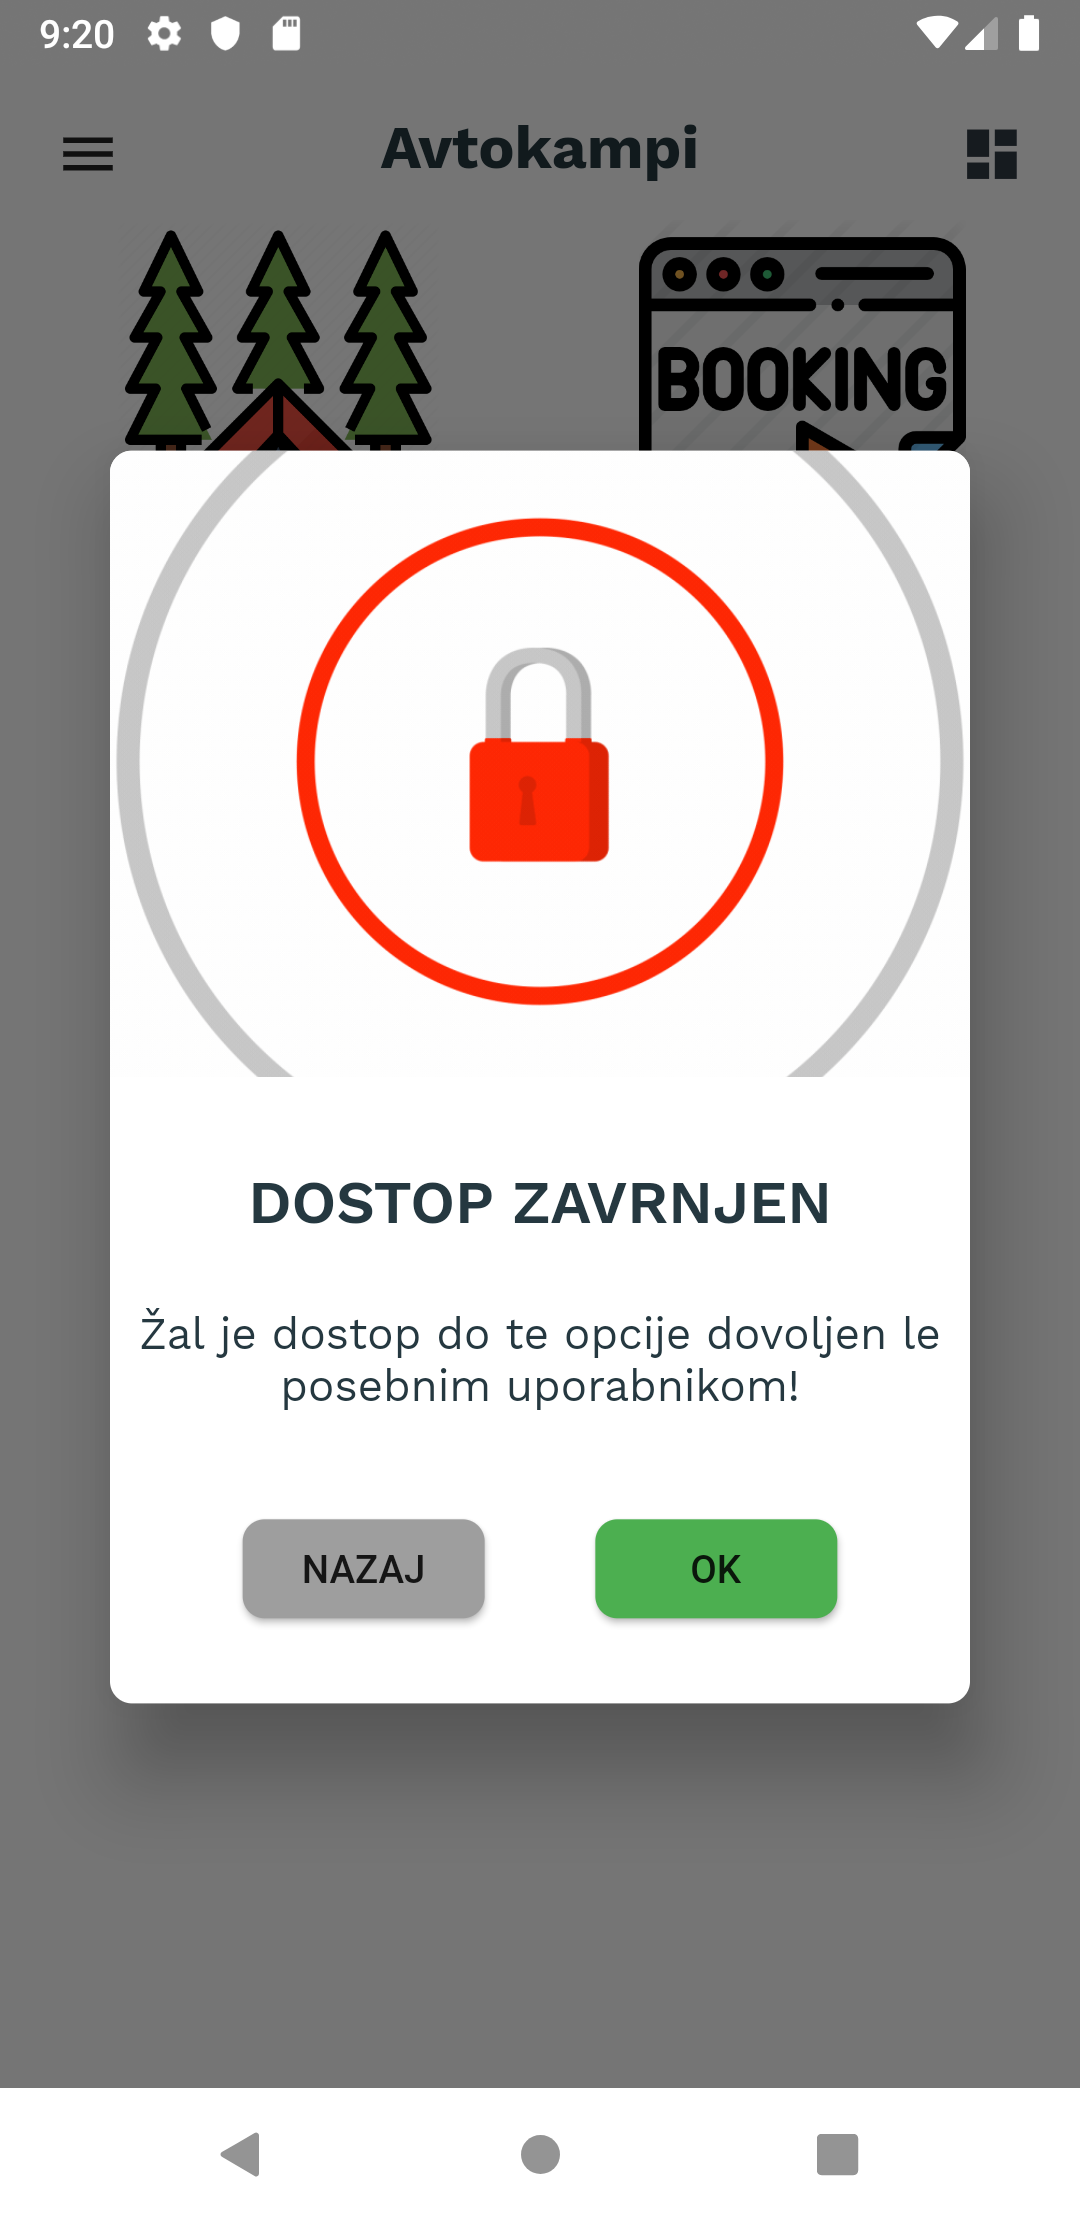 9:20
Avtokampi
BOOKING
DOSTOP ZAVRNJEN
Žal je dostop do te opcije dovoljen le
posebnim uporabnikom!
NAZAJ
OK